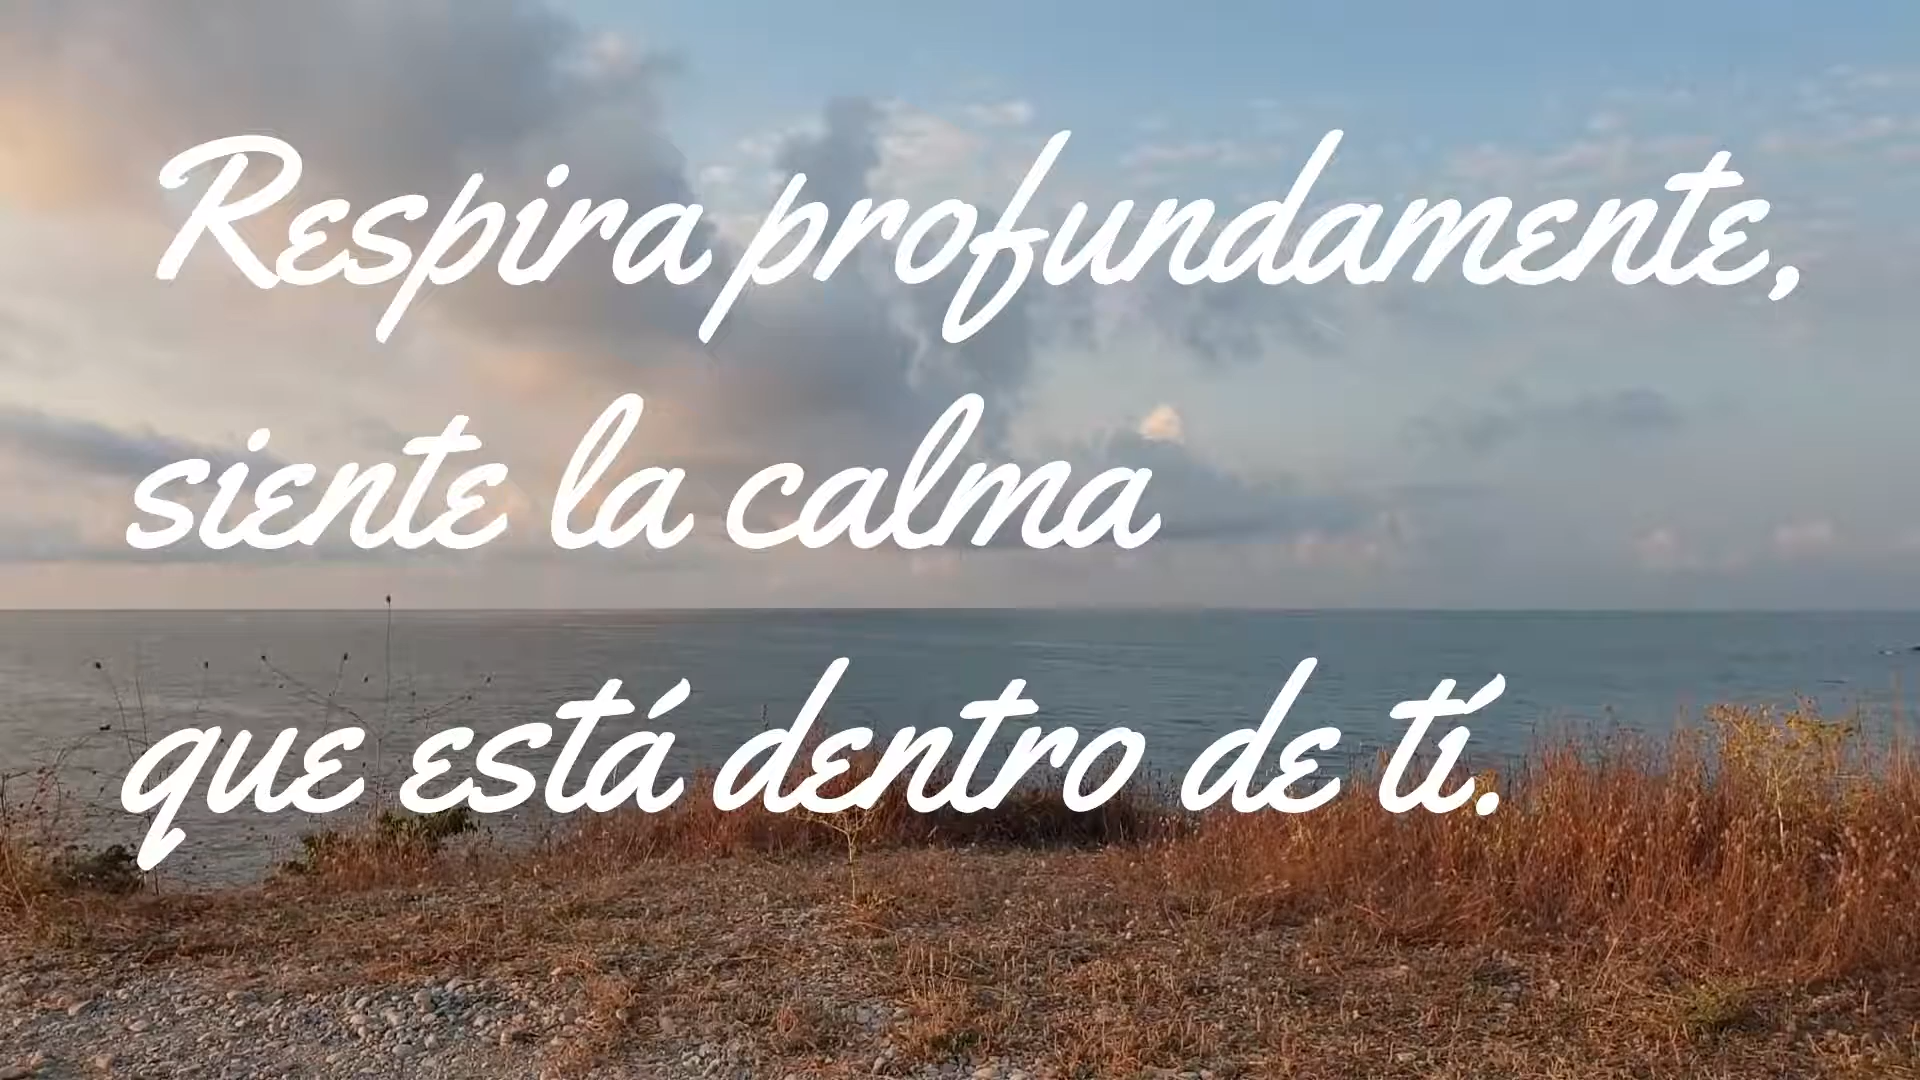 Respira profundamente,
siente la calma
que está dentro de tí.